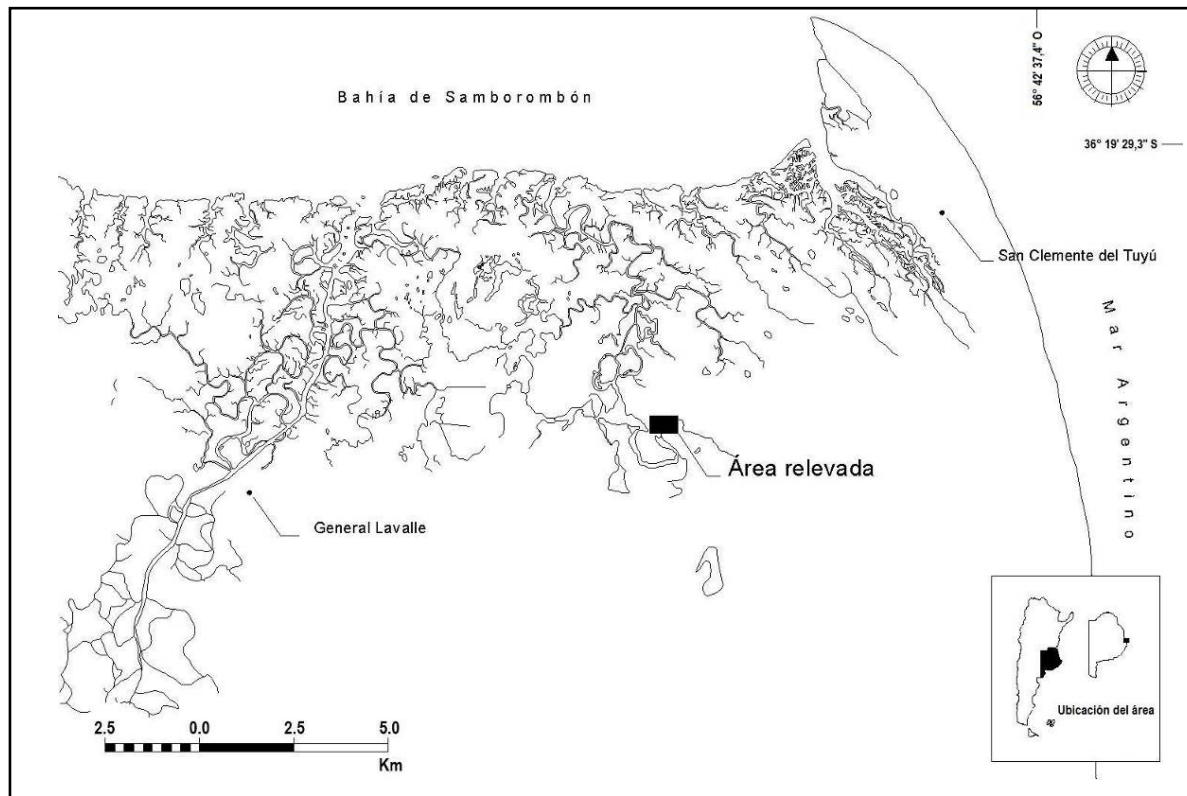 Bahía de Samborombón
56° 42' 37,4" O
36° 19' 29,3" S
San Clemente del Tuyú
Mar Argentino
Área relevada
General Lavalle
Ubicación del área
2.5 0.0 2.5 5.0
Km